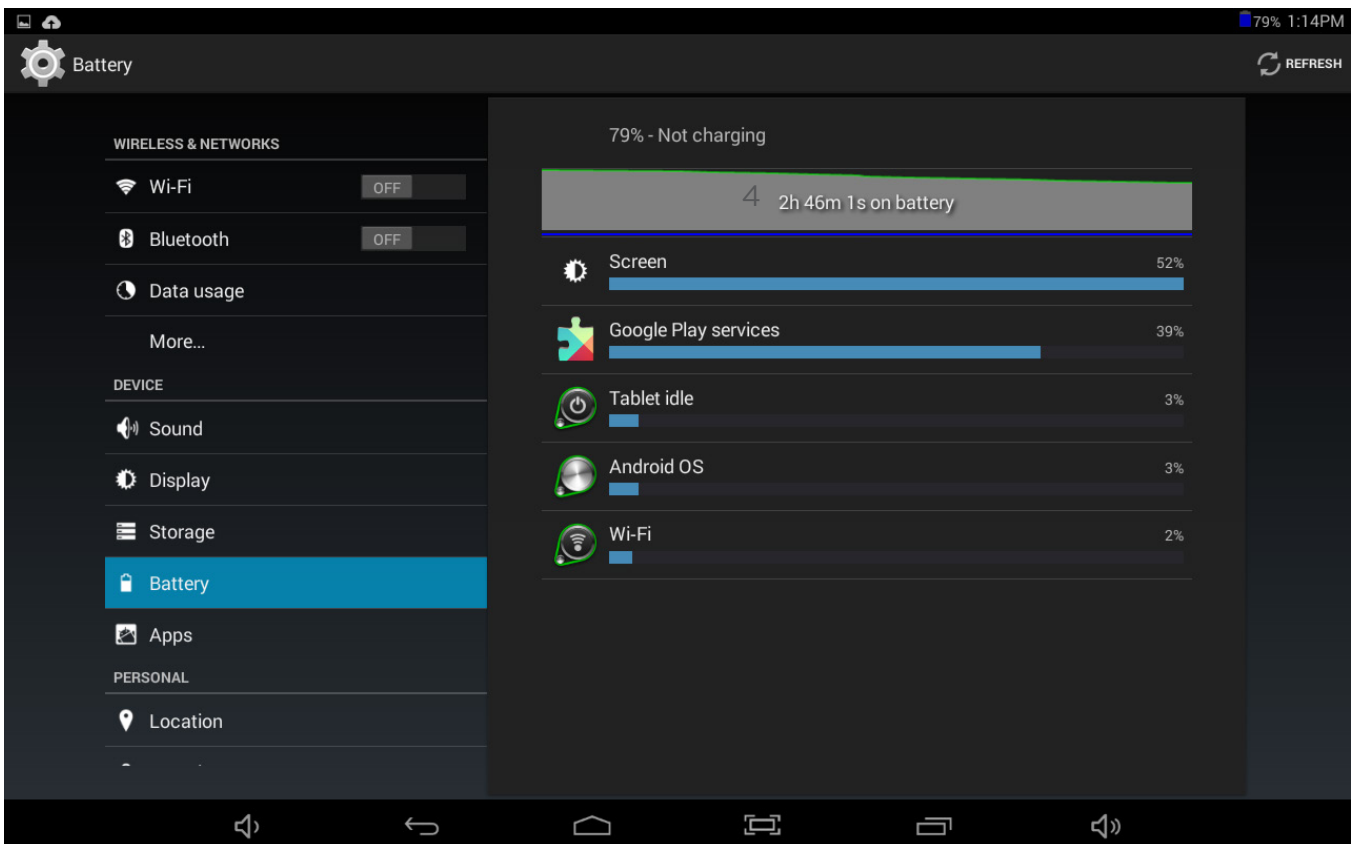 79% 1:14PM
Battery
REFRESH
WIRELESS & NETWORKS
Wi-Fi OFF
Bluetooth OFF
Data usage
More...
DEVICE
Sound
Display
Storage
Battery
Apps
PERSONAL
Location
79% - Not charging
4 2h 46m 1s on battery
Screen 52%
Google Play services 39%
Tablet idle 3%
Android OS 3%
Wi-Fi 2%